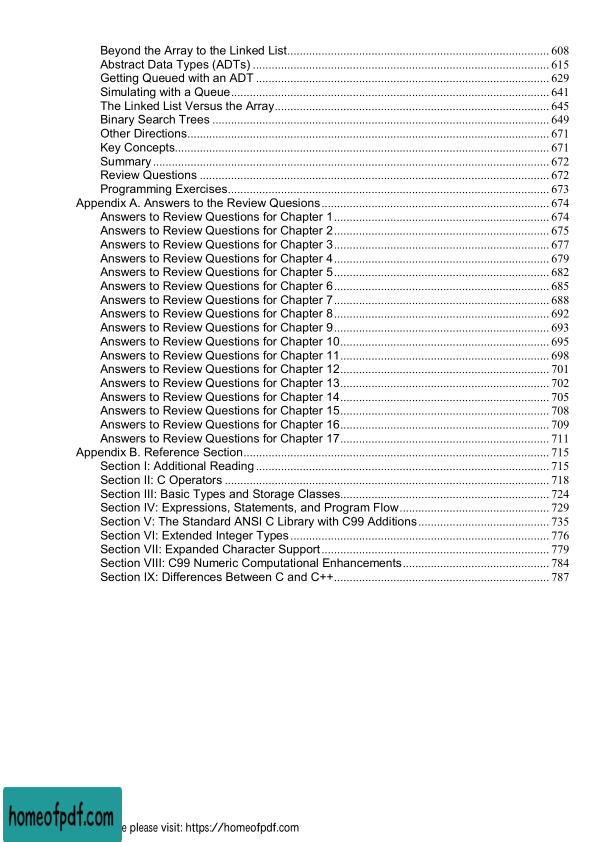 Beyond the Array to the Linked List..................................................................................... 608
Abstract Data Types (ADTs) ................................................................................................ 615
Getting Queued with an ADT ............................................................................................... 629
Simulating with a Queue....................................................................................................... 641
The Linked List Versus the Array......................................................................................... 645
Binary Search Trees ............................................................................................................. 649
Other Directions.................................................................................................................... 671
Key Concepts........................................................................................................................ 671
Summary ............................................................................................................................... 672
Review Questions ................................................................................................................. 672
Programming Exercises........................................................................................................ 673
Appendix A. Answers to the Review Quesions.......................................................................... 674
Answers to Review Questions for Chapter 1...................................................................... 674
Answers to Review Questions for Chapter 2...................................................................... 675
Answers to Review Questions for Chapter 3...................................................................... 677
Answers to Review Questions for Chapter 4...................................................................... 679
Answers to Review Questions for Chapter 5...................................................................... 682
Answers to Review Questions for Chapter 6...................................................................... 685
Answers to Review Questions for Chapter 7...................................................................... 688
Answers to Review Questions for Chapter 8...................................................................... 692
Answers to Review Questions for Chapter 9...................................................................... 693
Answers to Review Questions for Chapter 10.................................................................... 695
Answers to Review Questions for Chapter 11.................................................................... 698
Answers to Review Questions for Chapter 12.................................................................... 701
Answers to Review Questions for Chapter 13.................................................................... 702
Answers to Review Questions for Chapter 14.................................................................... 705
Answers to Review Questions for Chapter 15.................................................................... 708
Answers to Review Questions for Chapter 16.................................................................... 709
Answers to Review Questions for Chapter 17.................................................................... 711
Appendix B. Reference Section................................................................................................... 715
Section I: Additional Reading ............................................................................................... 715
Section II: C Operators ......................................................................................................... 718
Section III: Basic Types and Storage Classes.................................................................... 724
Section IV: Expressions, Statements, and Program Flow................................................. 729
Section V: The Standard ANSI C Library with C99 Additions ........................................... 735
Section VI: Extended Integer Types .................................................................................... 776
Section VII: Expanded Character Support.......................................................................... 779
Section VIII: C99 Numeric Computational Enhancements................................................ 784
Section IX: Differences Between C and C++...................................................................... 787
homeofpdf.com
e please visit: https://homeofpdf.com